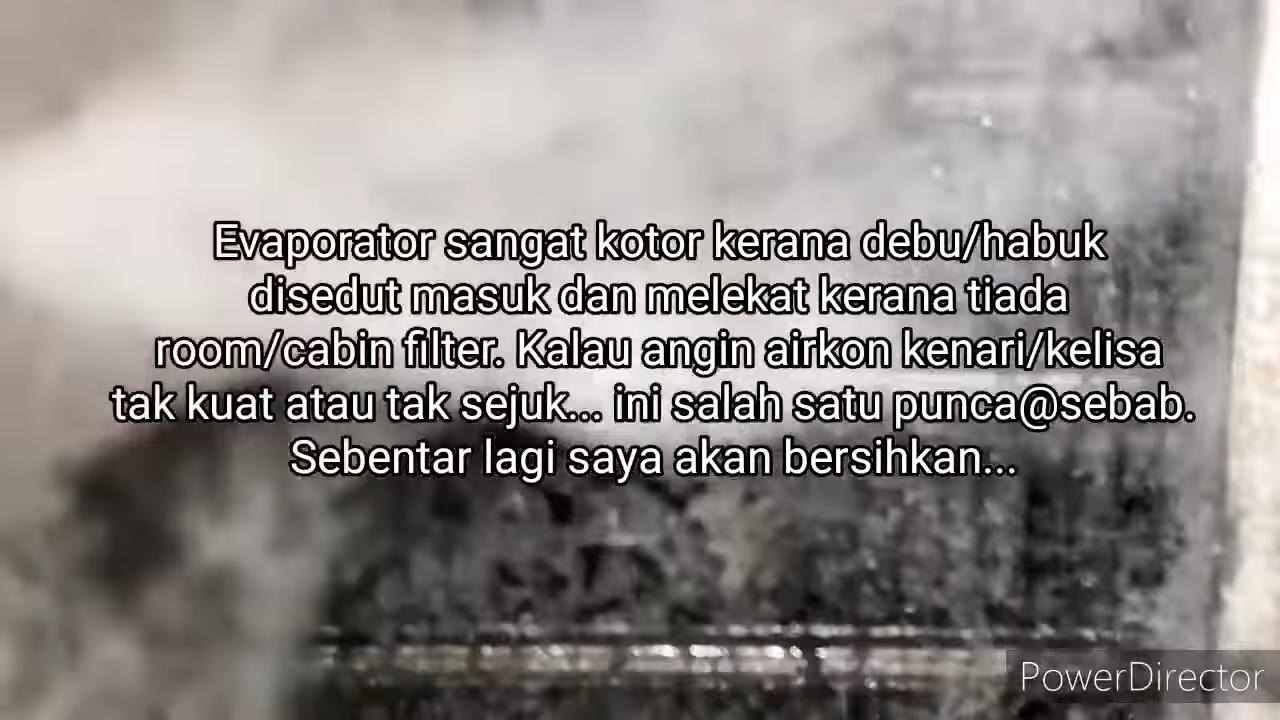 Evaporator sangat kotor kerana debu/habuk
disedut masuk dan melekat kerana tiada
room/cabin filter. Kalau angin airkon kenari/kelisa
tak kuat atau tak sejuk... ini salah satu punca@sebab.
Sebentar lagi saya akan bersihkan...
PowerDirector